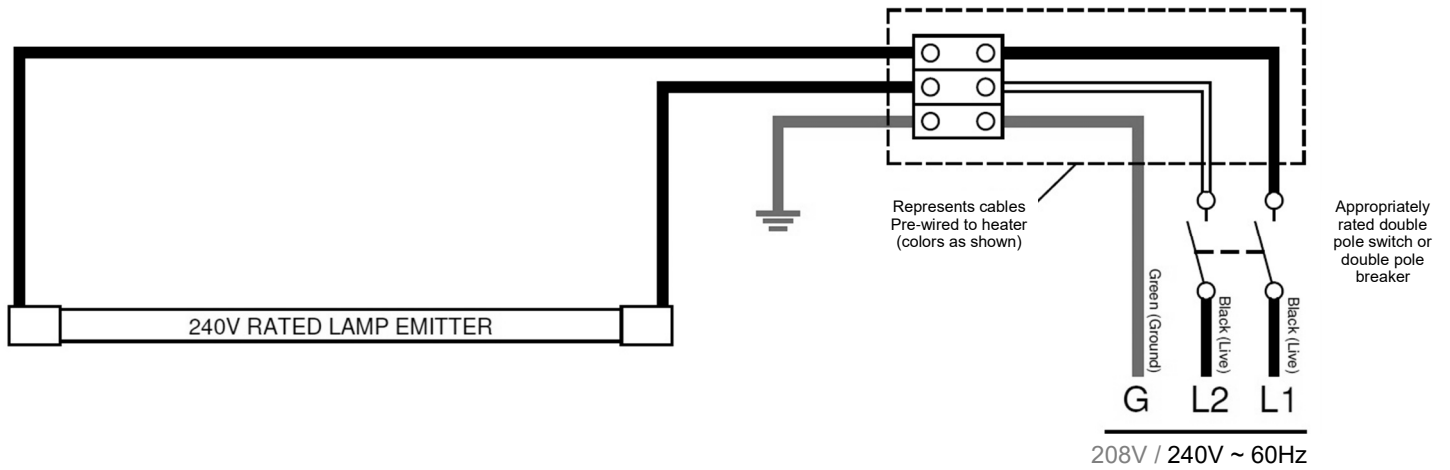 Represents cables
Pre-wired to heater
(colors as shown)
Appropriately
rated double
pole switch or
double pole
breaker
240V RATED LAMP EMITTER
Green (Ground)
Black (Live)
Black (Live)
G L2 L1
208V / 240V ~ 60Hz